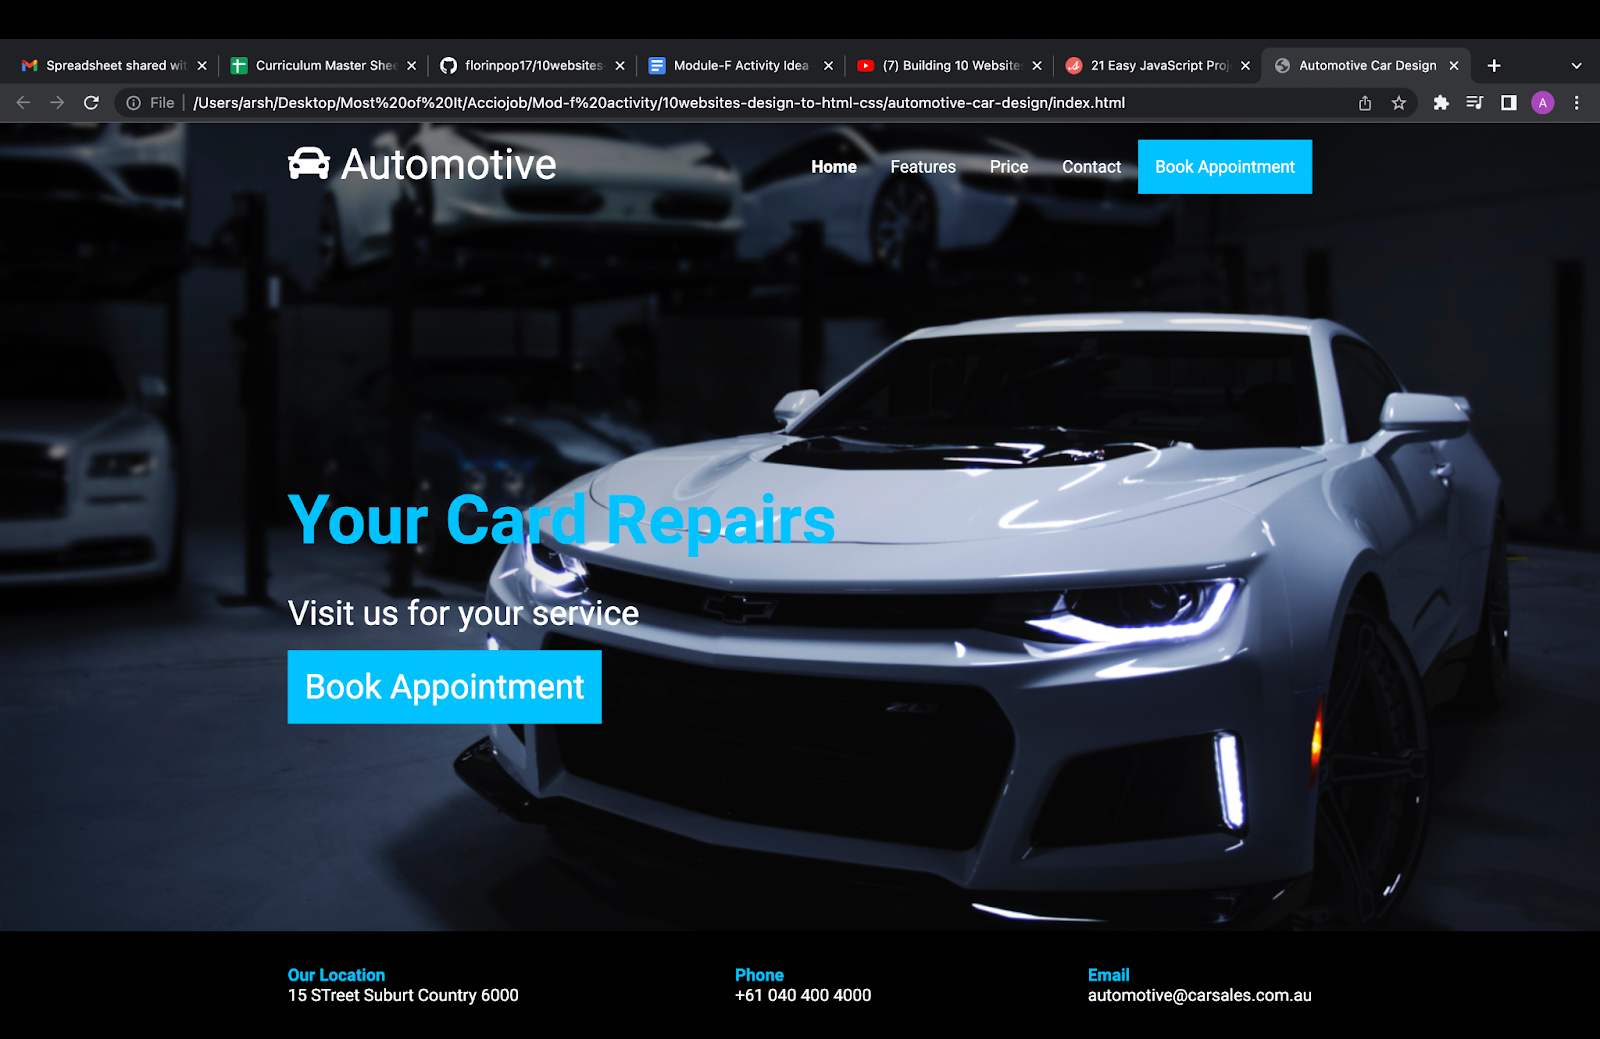 Spreadsheet shared wit
Curriculum Master Shee
florinpop17/10websites-
Module-F Activity Idea
(7) Building 10 Website
21 Easy JavaScript Proj
Automotive Car Design
File
/Users/arsh/Desktop/Most%20of%20It/Acciojob/Mod-f%20activity/10websites-design-to-html-css/automotive-car-design/index.html
A
Automotive
Home
Features
Price
Contact
Book Appointment
Your Card Repairs
Visit us for your service
Book Appointment
ZL1
Our Location
15 STreet Suburt Country 6000
Phone
+61 040 400 4000
Email
automotive@carsales.com.au